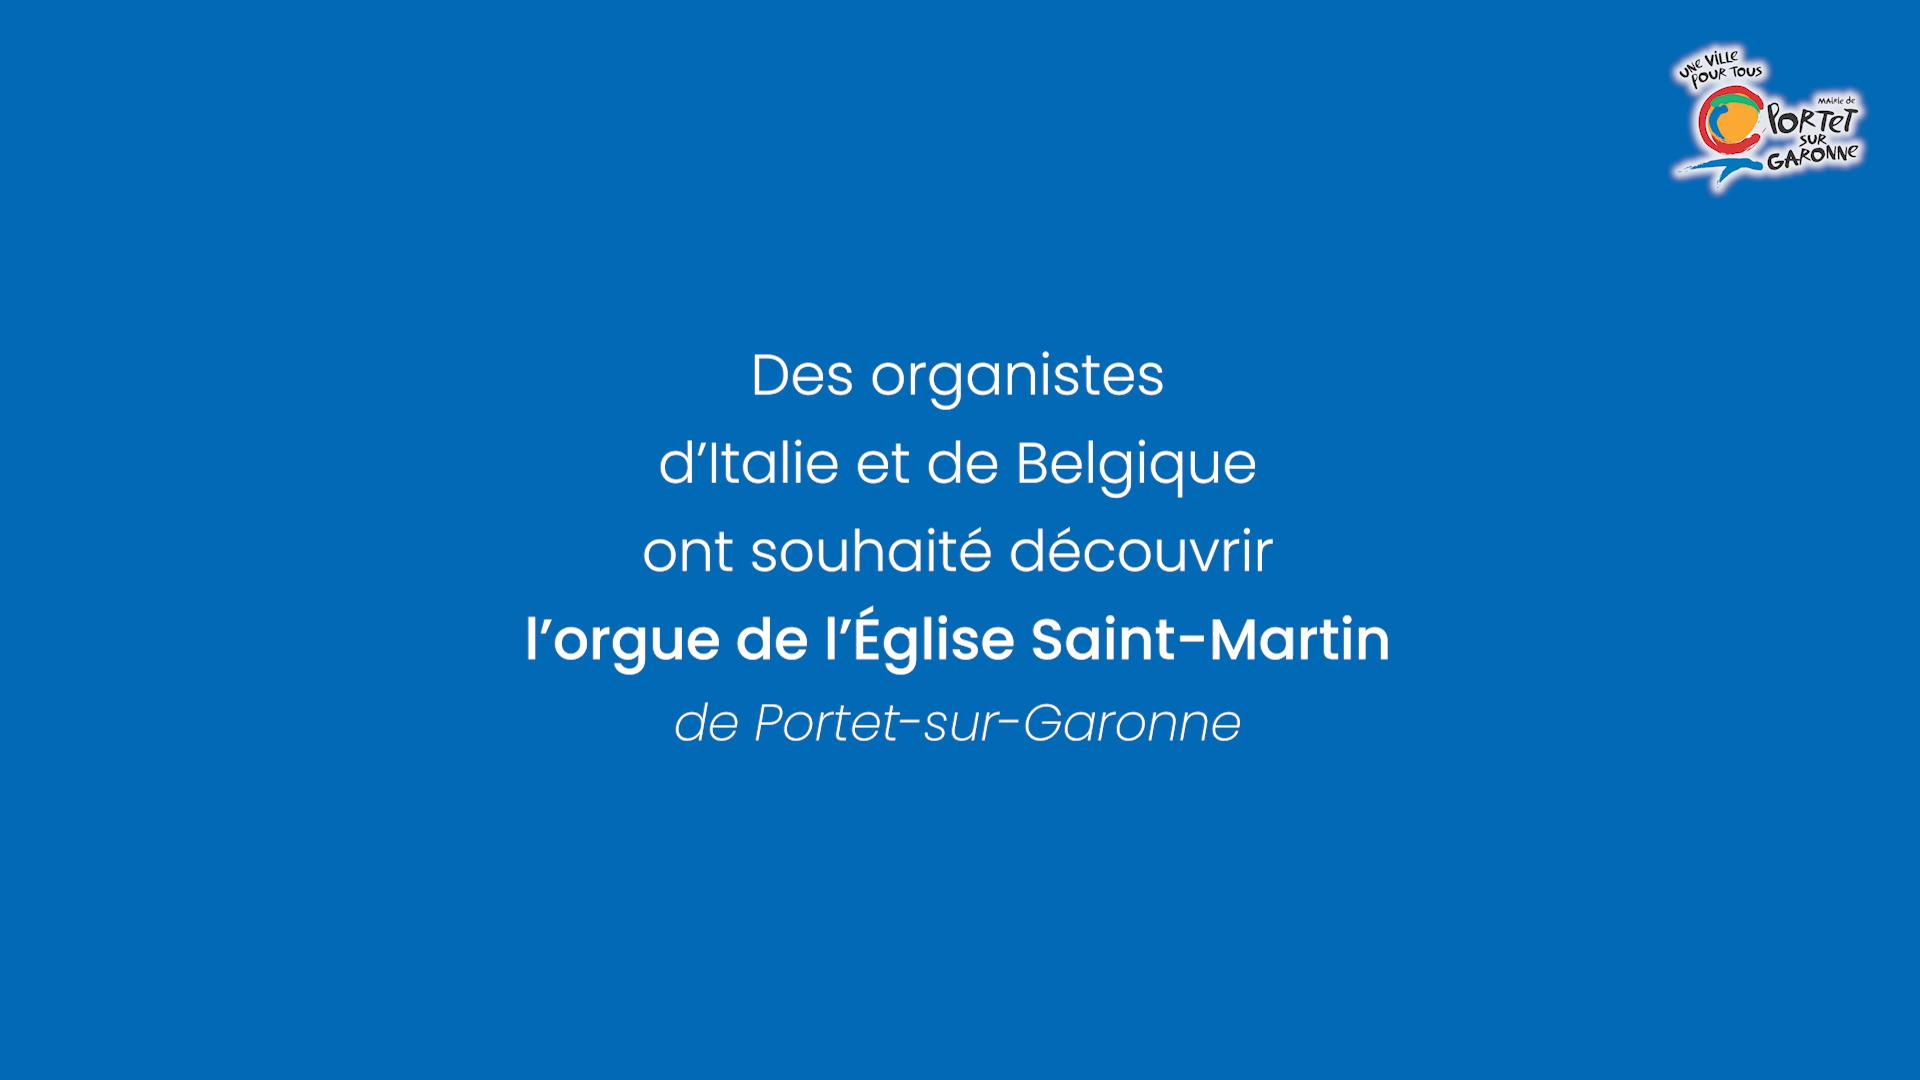 UNE VILLE
POUR TOUS
MAIRIE DE
PORTET
SUR
GARONNE
Des organistes
d’Italie et de Belgique
ont souhaité découvrir
l’orgue de l’Église Saint-Martin
de Portet-sur-Garonne